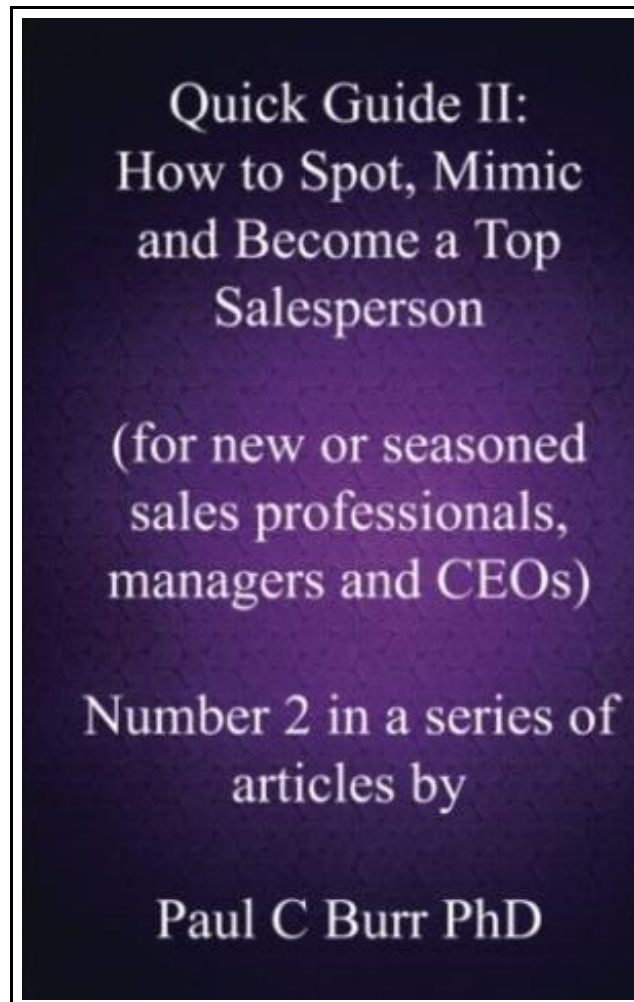 Quick Guide II:
How to Spot, Mimic
and Become a Top
Salesperson
(for new or seasoned
sales professionals,
managers and CEOs)
Number 2 in a series of
articles by
Paul C Burr PhD